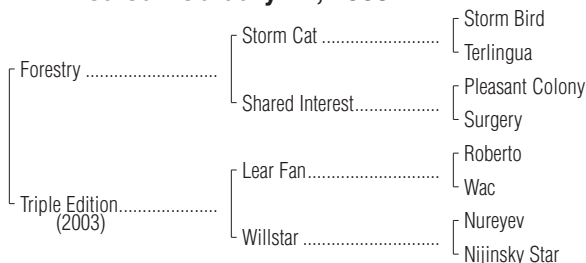 Storm Bird
Storm Cat
Terlingua
Forestry
Pleasant Colony
Shared Interest
Surgery
Roberto
Lear Fan
Wac
Triple Edition
(2003)
Nureyev
Willstar
Nijinsky Star